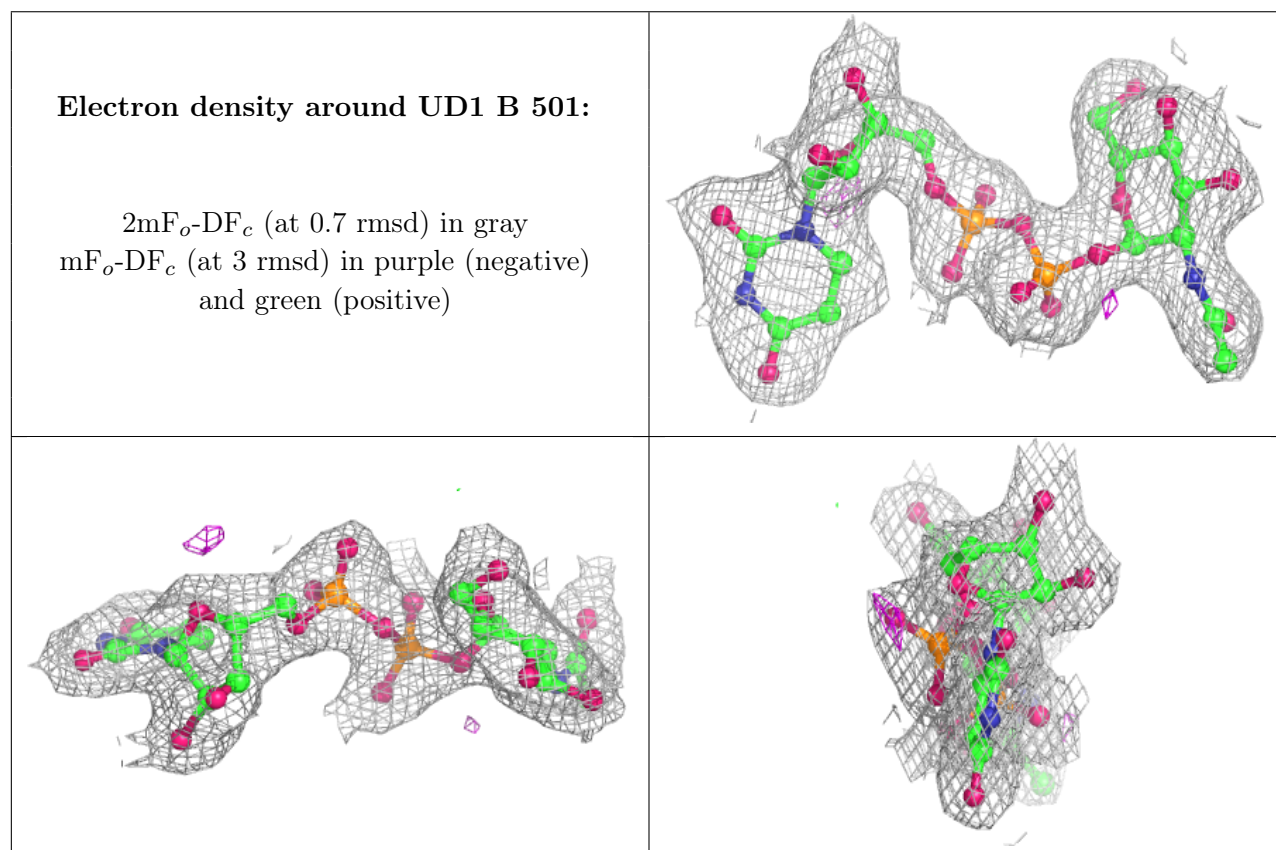 Electron density around UD1 B 501:
2mFo-DFc (at 0.7 rmsd) in gray
mFo-DFc (at 3 rmsd) in purple (negative)
and green (positive)